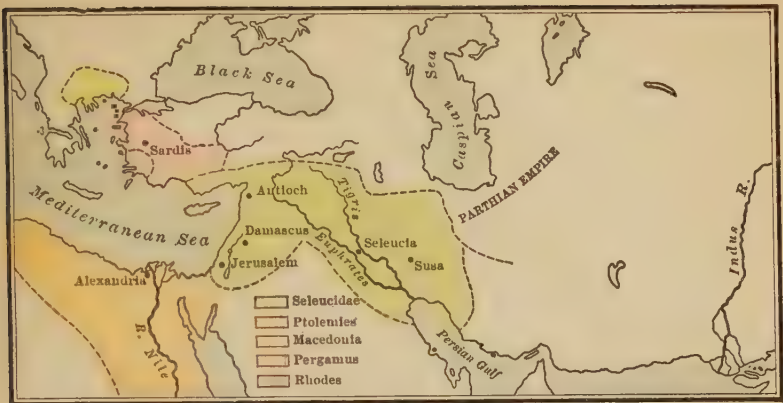 Black Sea
Caspian Sea
Sardis
Mediterranean Sea
Antioch
Tigris
PARTHIAN EMPIRE
Damascus
Euphrates
Seleucia
Susa
Jerusalem
Alexandria
R. Nile
Persian Gulf
Indus R.
Seleucidae
Ptolemies
Macedonia
Pergamus
Rhodes